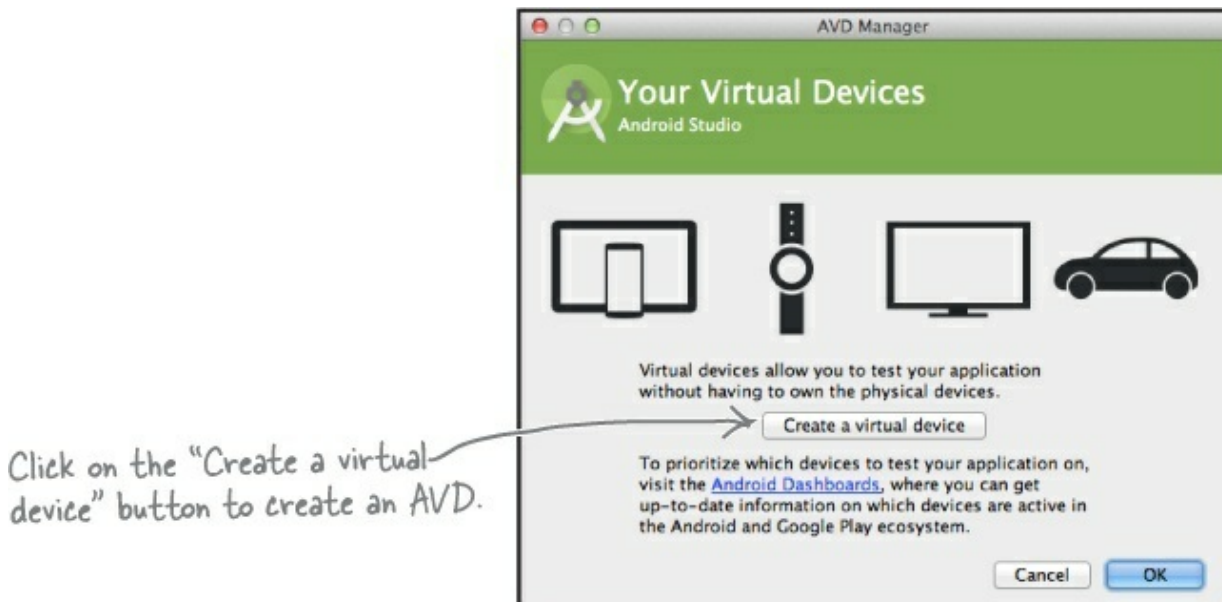 AVD Manager
Your Virtual Devices
Android Studio
Virtual devices allow you to test your application
without having to own the physical devices.
Create a virtual device
Click on the “Create a virtual
device” button to create an AVD.
To prioritize which devices to test your application on,
visit the Android Dashboards, where you can get
up-to-date information on which devices are active in
the Android and Google Play ecosystem.
Cancel
OK